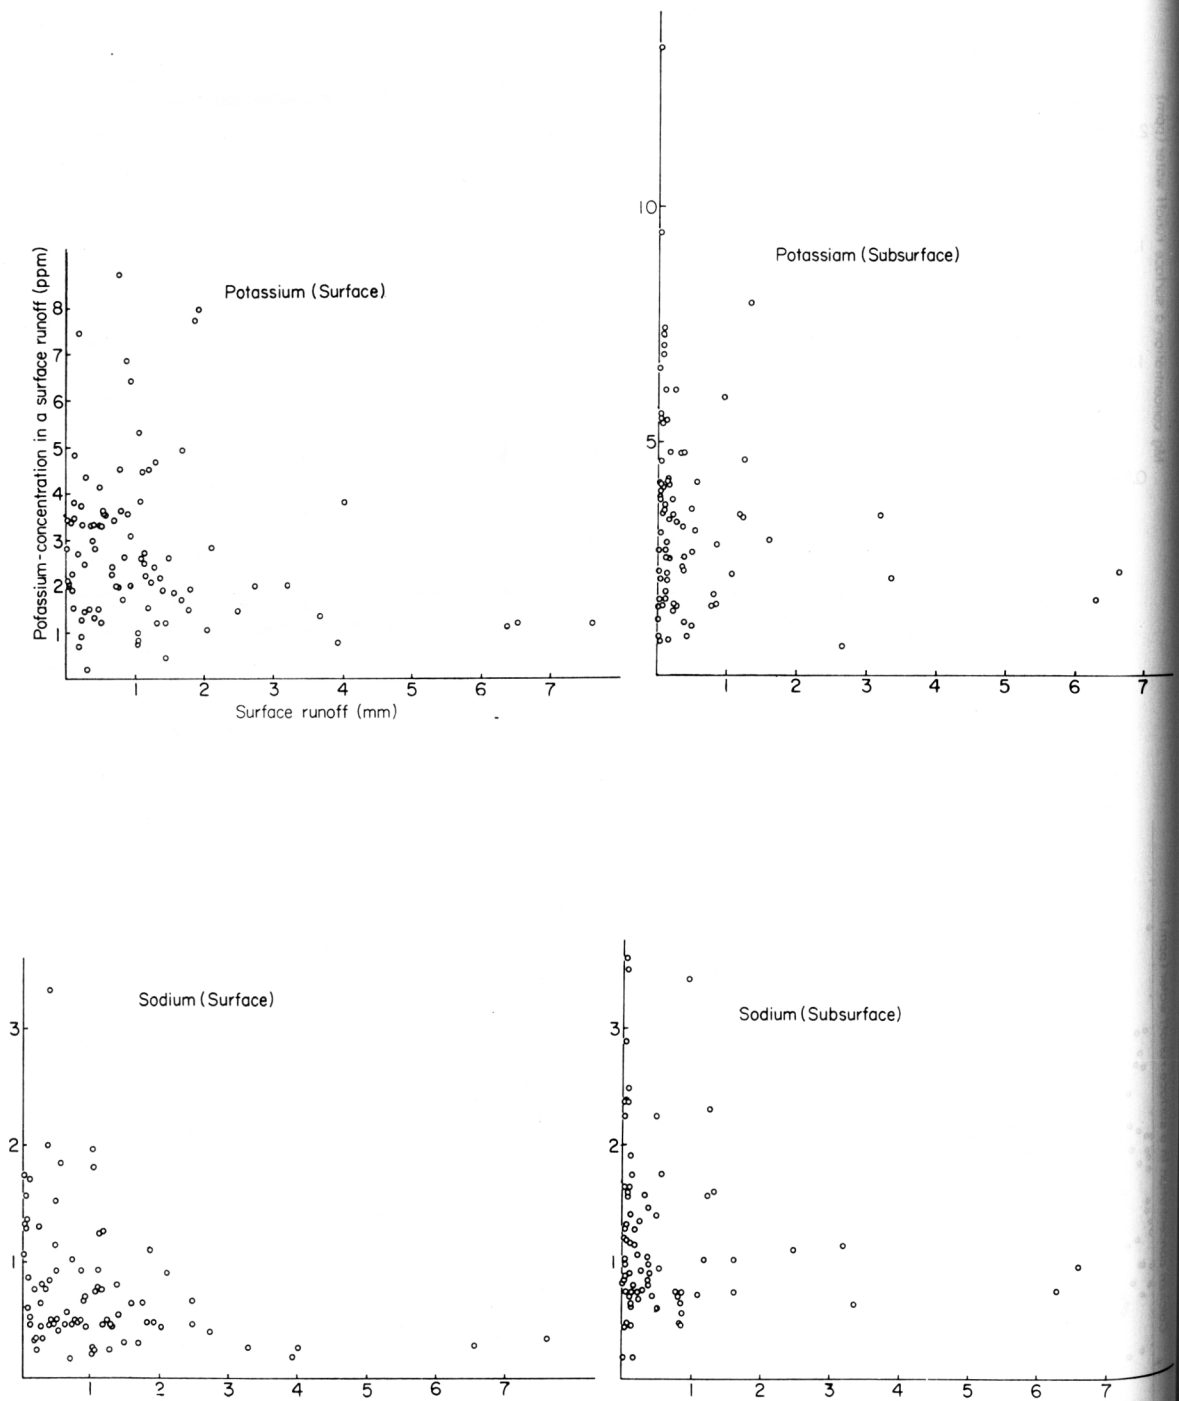 Potassium (Surface)
Pofassium-concentration in a surface runoff (ppm)
8
7
6
5
4
3
2
1
1 2 3 4 5 6 7
Surface runoff (mm)
Potassiam (Subsurface)
10
5
1 2 3 4 5 6 7
Sodium (Surface)
3
2
1
1 2 3 4 5 6 7
Sodium (Subsurface)
3
2
1
1 2 3 4 5 6 7